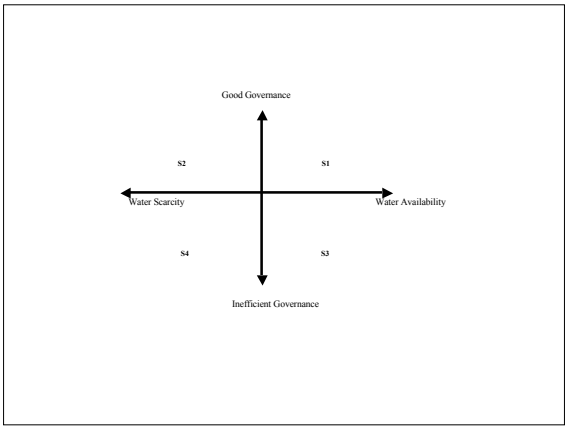 Good Governance
S2
S1
Water Scarcity
Water Availability
S4
S3
Inefficient Governance